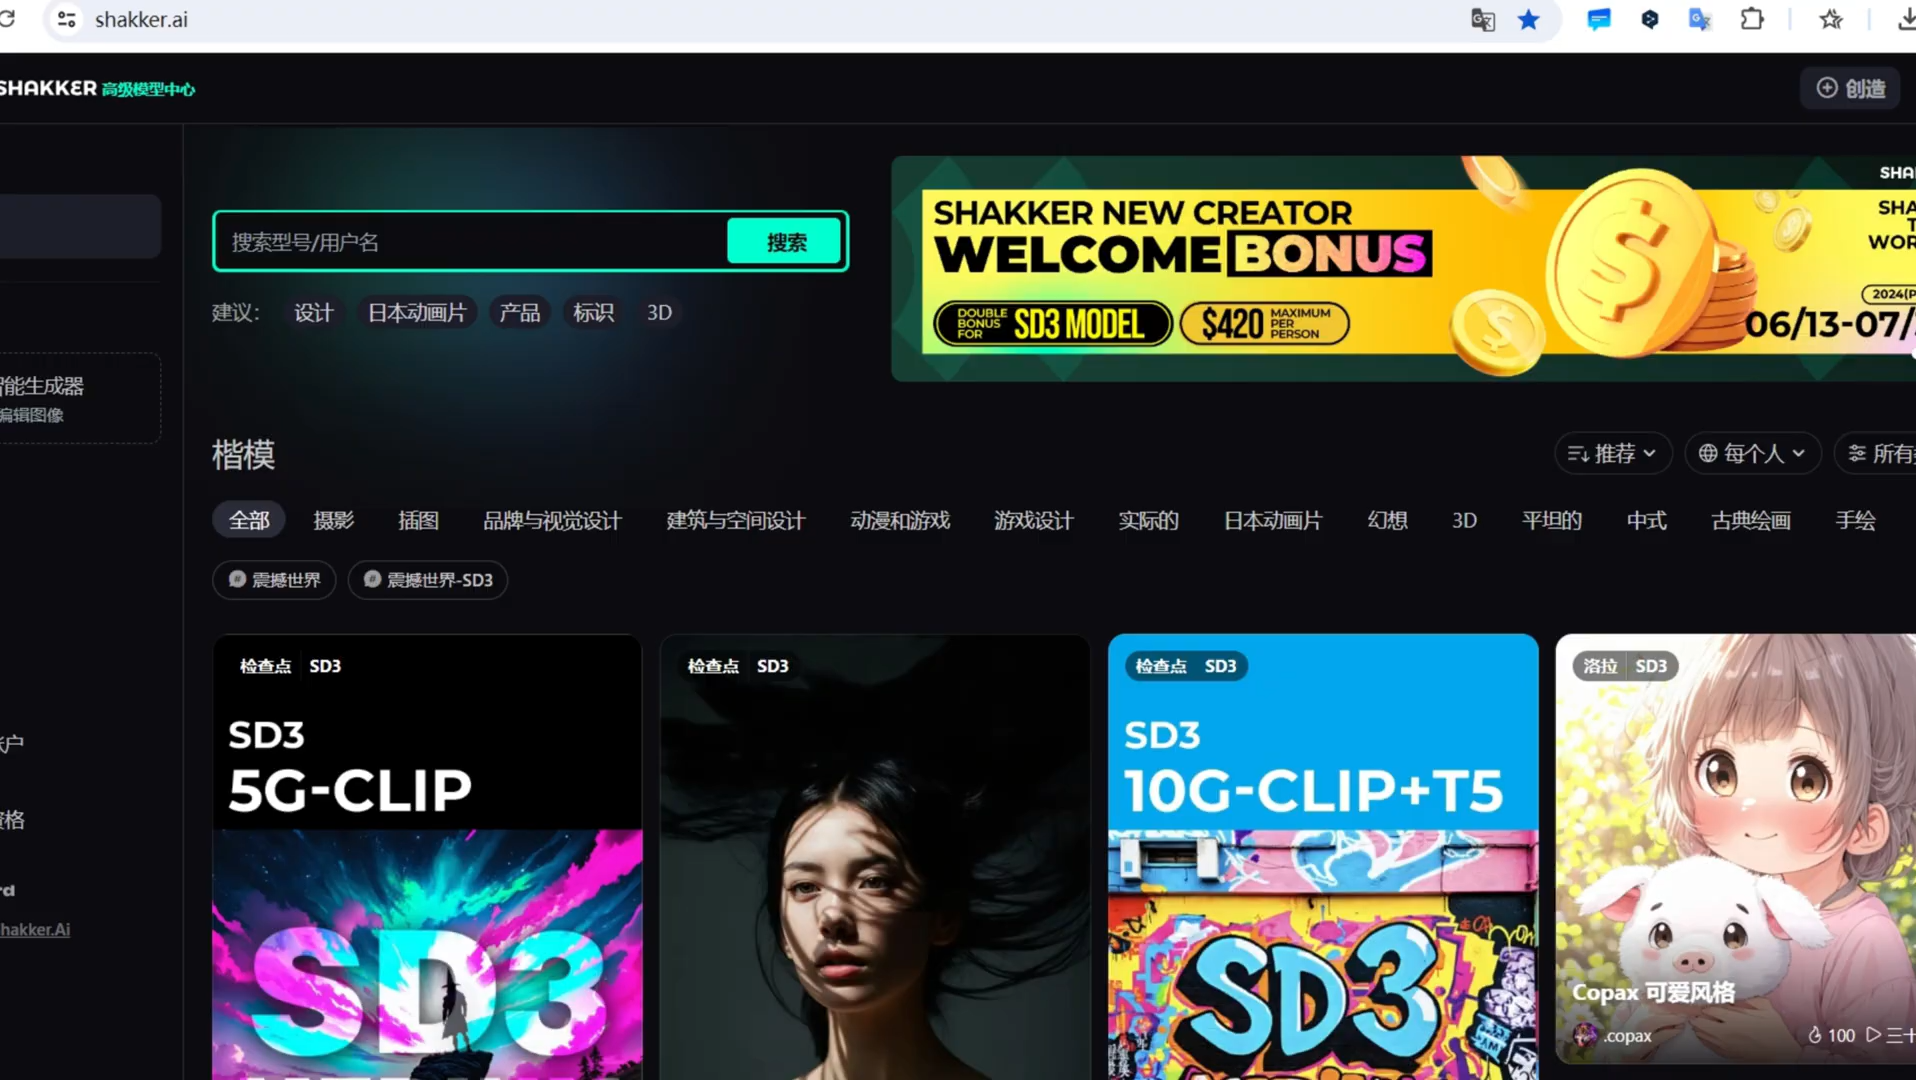 shakker.ai
SHAKKER 高级模型中心
创造
搜索型号/用户名
搜索
建议: 设计 日本动画片 产品 标识 3D
SHAKKER NEW CREATOR
WELCOME BONUS
DOUBLE BONUS FOR SD3 MODEL
$420 MAXIMUM PER PERSON
06/13-07/
智能生成器
编辑图像
楷模
推荐
每个人
所有
全部 摄影 插图 品牌与视觉设计 建筑与空间设计 动漫和游戏 游戏设计 实际的 日本动画片 幻想 3D 平坦的 中式 古典绘画 手绘
震撼世界
震撼世界-SD3
检查点 SD3
SD3
5G-CLIP
SD3
检查点 SD3
检查点 SD3
SD3
10G-CLIP+T5
SD3
洛拉 SD3
Copax 可爱风格
.copax
100
三十
账户
资格
rd
hakker.Ai